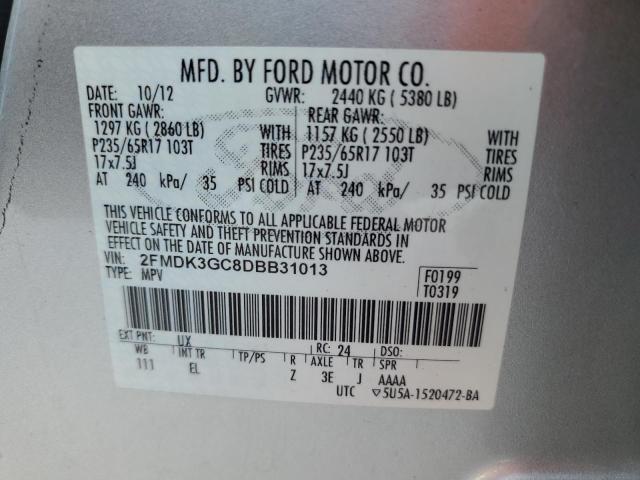 MFD. BY FORD MOTOR CO.
DATE: 10/12 GVWR: 2440 KG ( 5380 LB)
FRONT GAWR: REAR GAWR:
1297 KG ( 2860 LB) WITH 1157 KG ( 2550 LB) WITH
P235/65R17 103T TIRES P235/65R17 103T TIRES
17x7.5J RIMS 17x7.5J RIMS
AT 240 kPa/ 35 PSI COLD AT 240 kPa/ 35 PSI COLD
THIS VEHICLE CONFORMS TO ALL APPLICABLE FEDERAL MOTOR
VEHICLE SAFETY AND THEFT PREVENTION STANDARDS IN
EFFECT ON THE DATE OF MANUFACTURE SHOWN ABOVE.
VIN: 2FMDK3GC8DBB31013
TYPE: MPV
F0199
T0319
EXT PNT: UX RC: 24 DSO:
WB INT TR TP/PS R AXLE TR SPR
111 EL Z 3E J AAAA
UTC ▽5U5A-1520472-BA